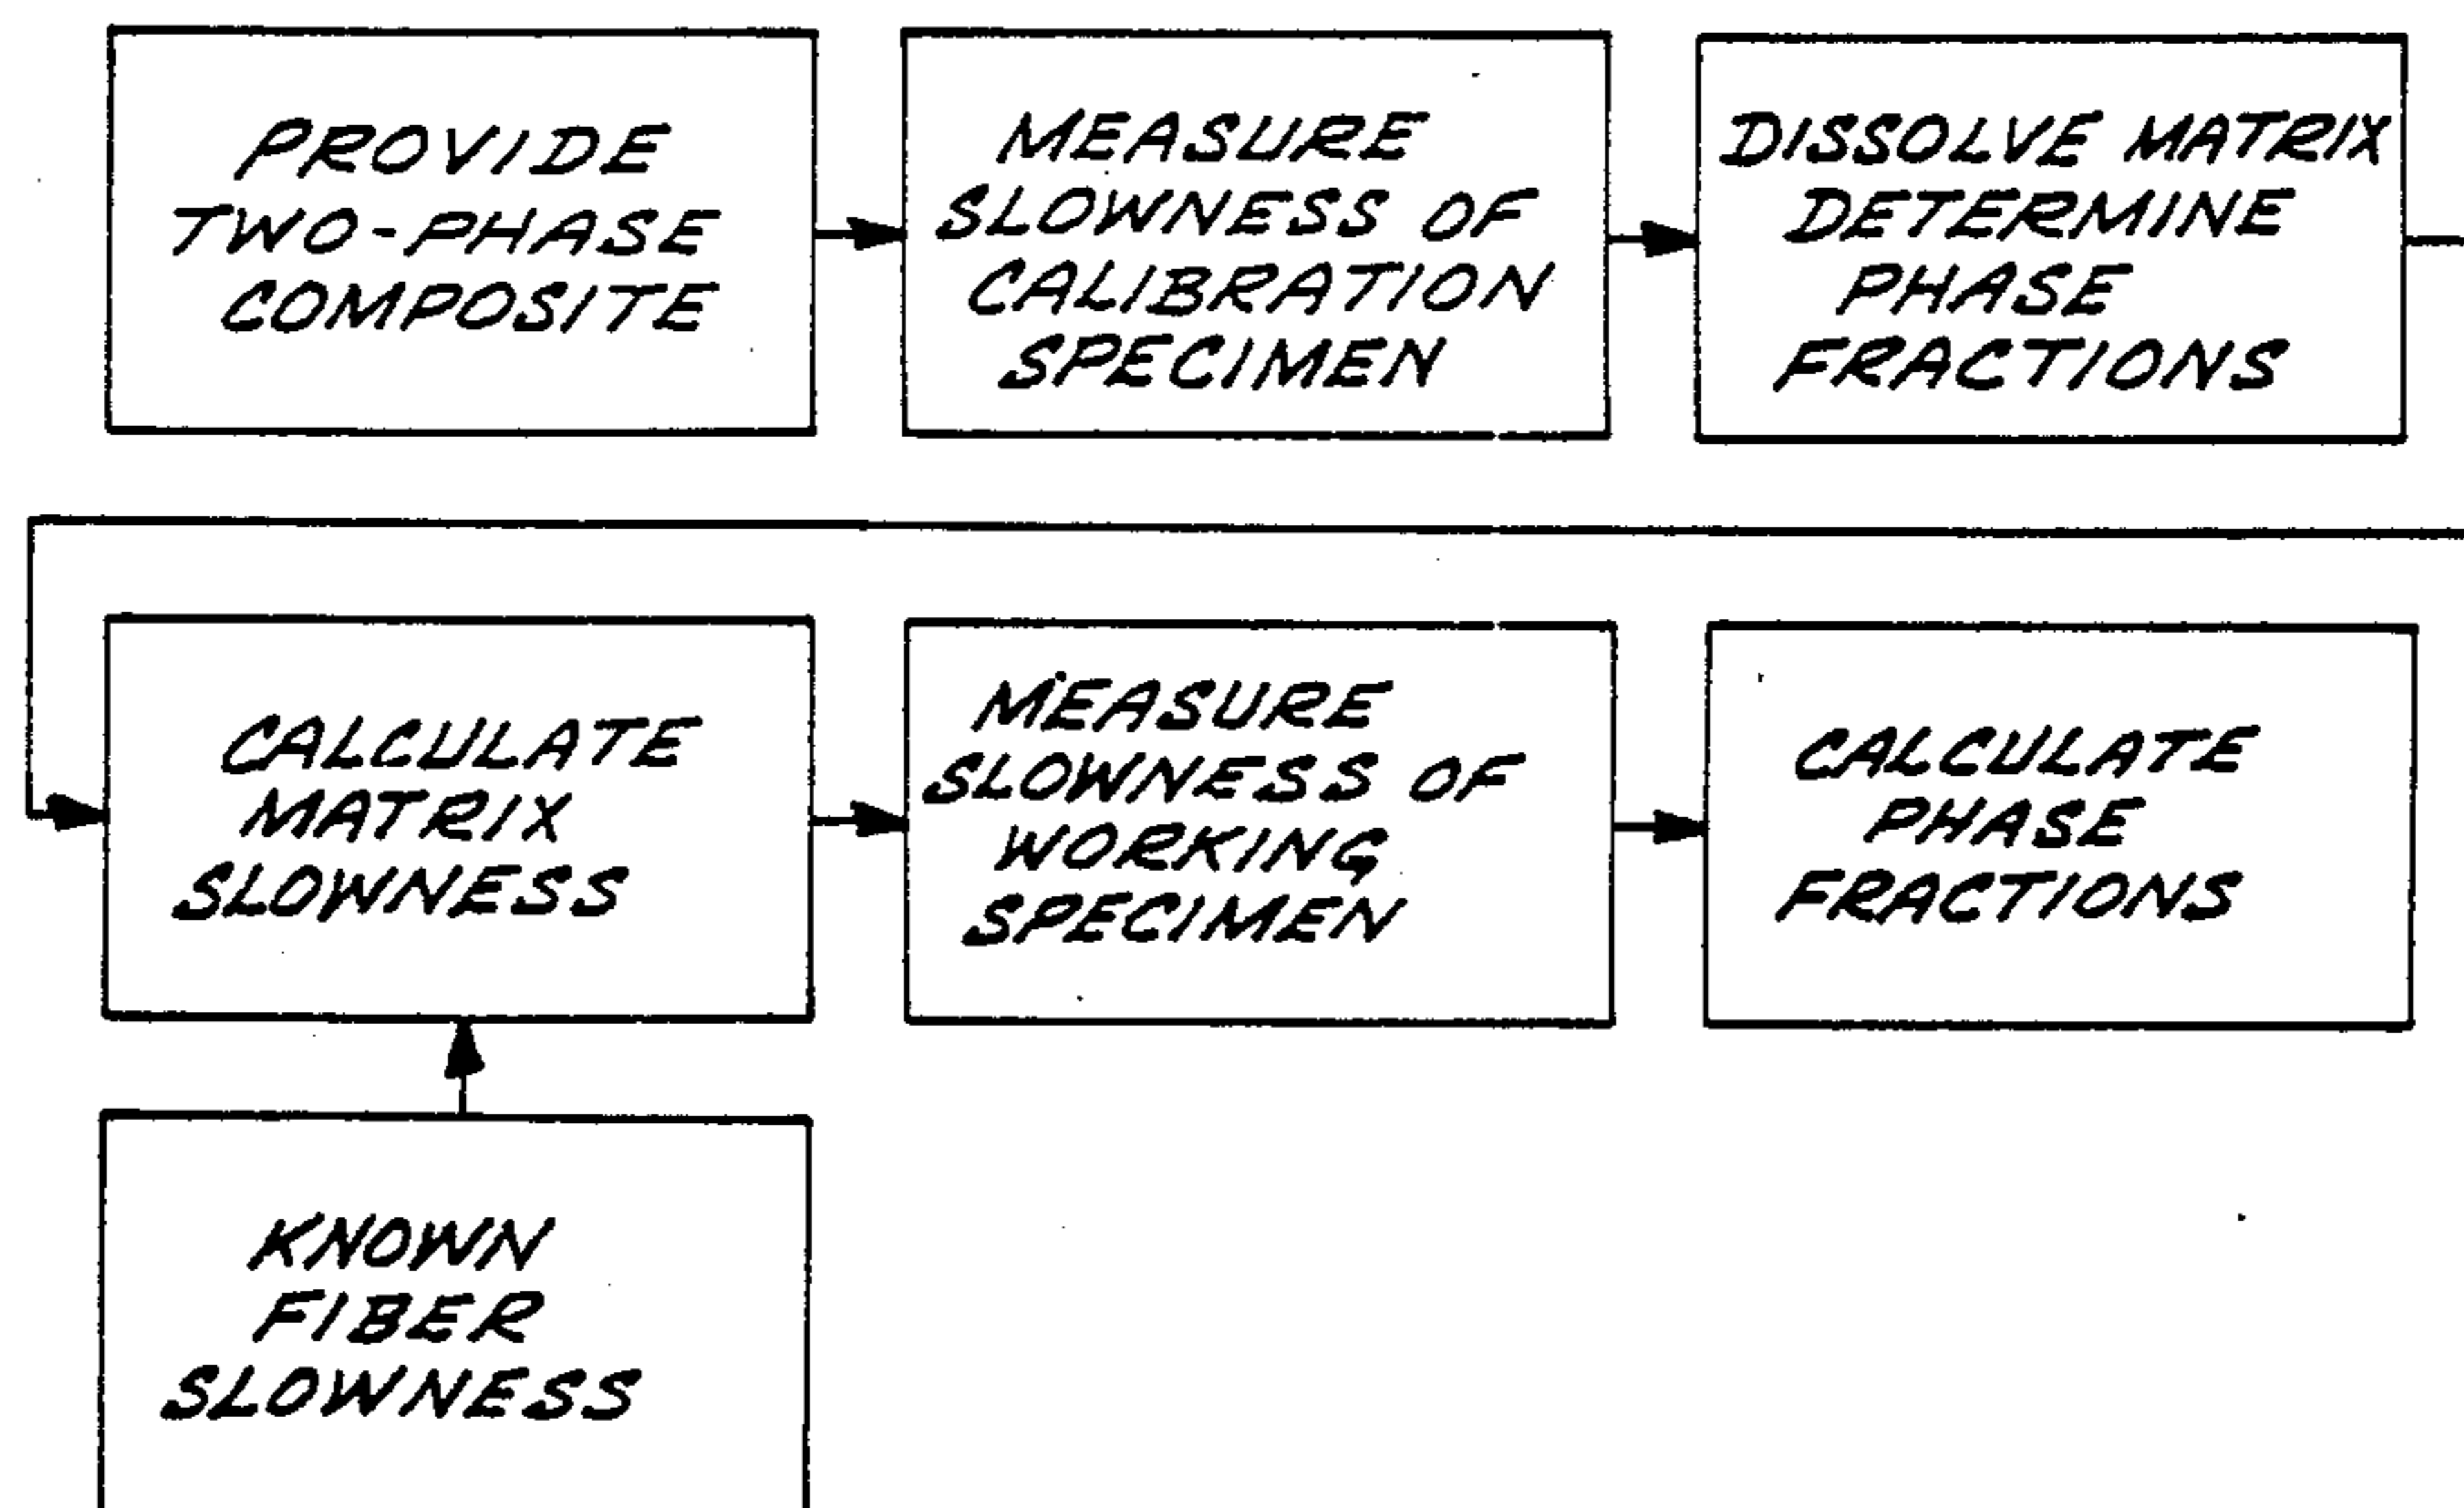 PROVIDE
TWO-PHASE
COMPOSITE
MEASURE
SLOWNESS OF
CALIBRATION
SPECIMEN
DISSOLVE MATRIX
DETERMINE
PHASE
FRACTIONS
CALCULATE
MATRIX
SLOWNESS
MEASURE
SLOWNESS OF
WORKING
SPECIMEN
CALCULATE
PHASE
FRACTIONS
KNOWN
FIBER
SLOWNESS